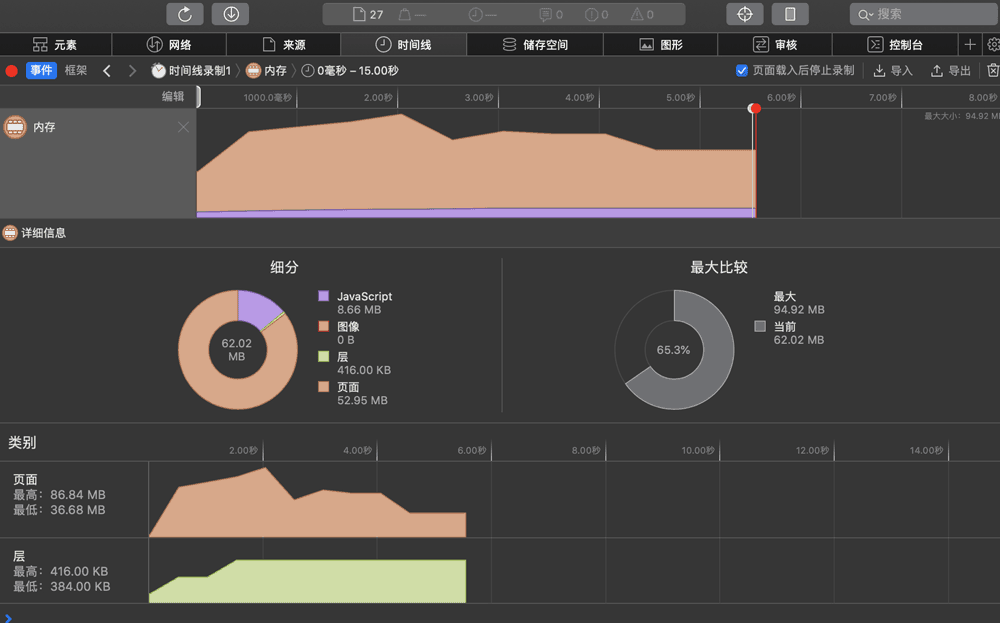 27 — — 0 0 0 搜索
元素 网络 来源 时间线 储存空间 图形 审核 控制台
事件 框架 时间线录制1 内存 0毫秒 – 15.00秒 页面载入后停止录制 导入 导出
编辑 1000.0毫秒 2.00秒 3.00秒 4.00秒 5.00秒 6.00秒 7.00秒 8.00秒
最大大小: 94.92 MB
内存
详细信息
细分
JavaScript
8.66 MB
图像
0 B
层
416.00 KB
页面
52.95 MB
62.02
MB
最大比较
最大
94.92 MB
当前
62.02 MB
65.3%
类别
2.00秒 4.00秒 6.00秒 8.00秒 10.00秒 12.00秒 14.00秒
页面
最高: 86.84 MB
最低: 36.68 MB
层
最高: 416.00 KB
最低: 384.00 KB